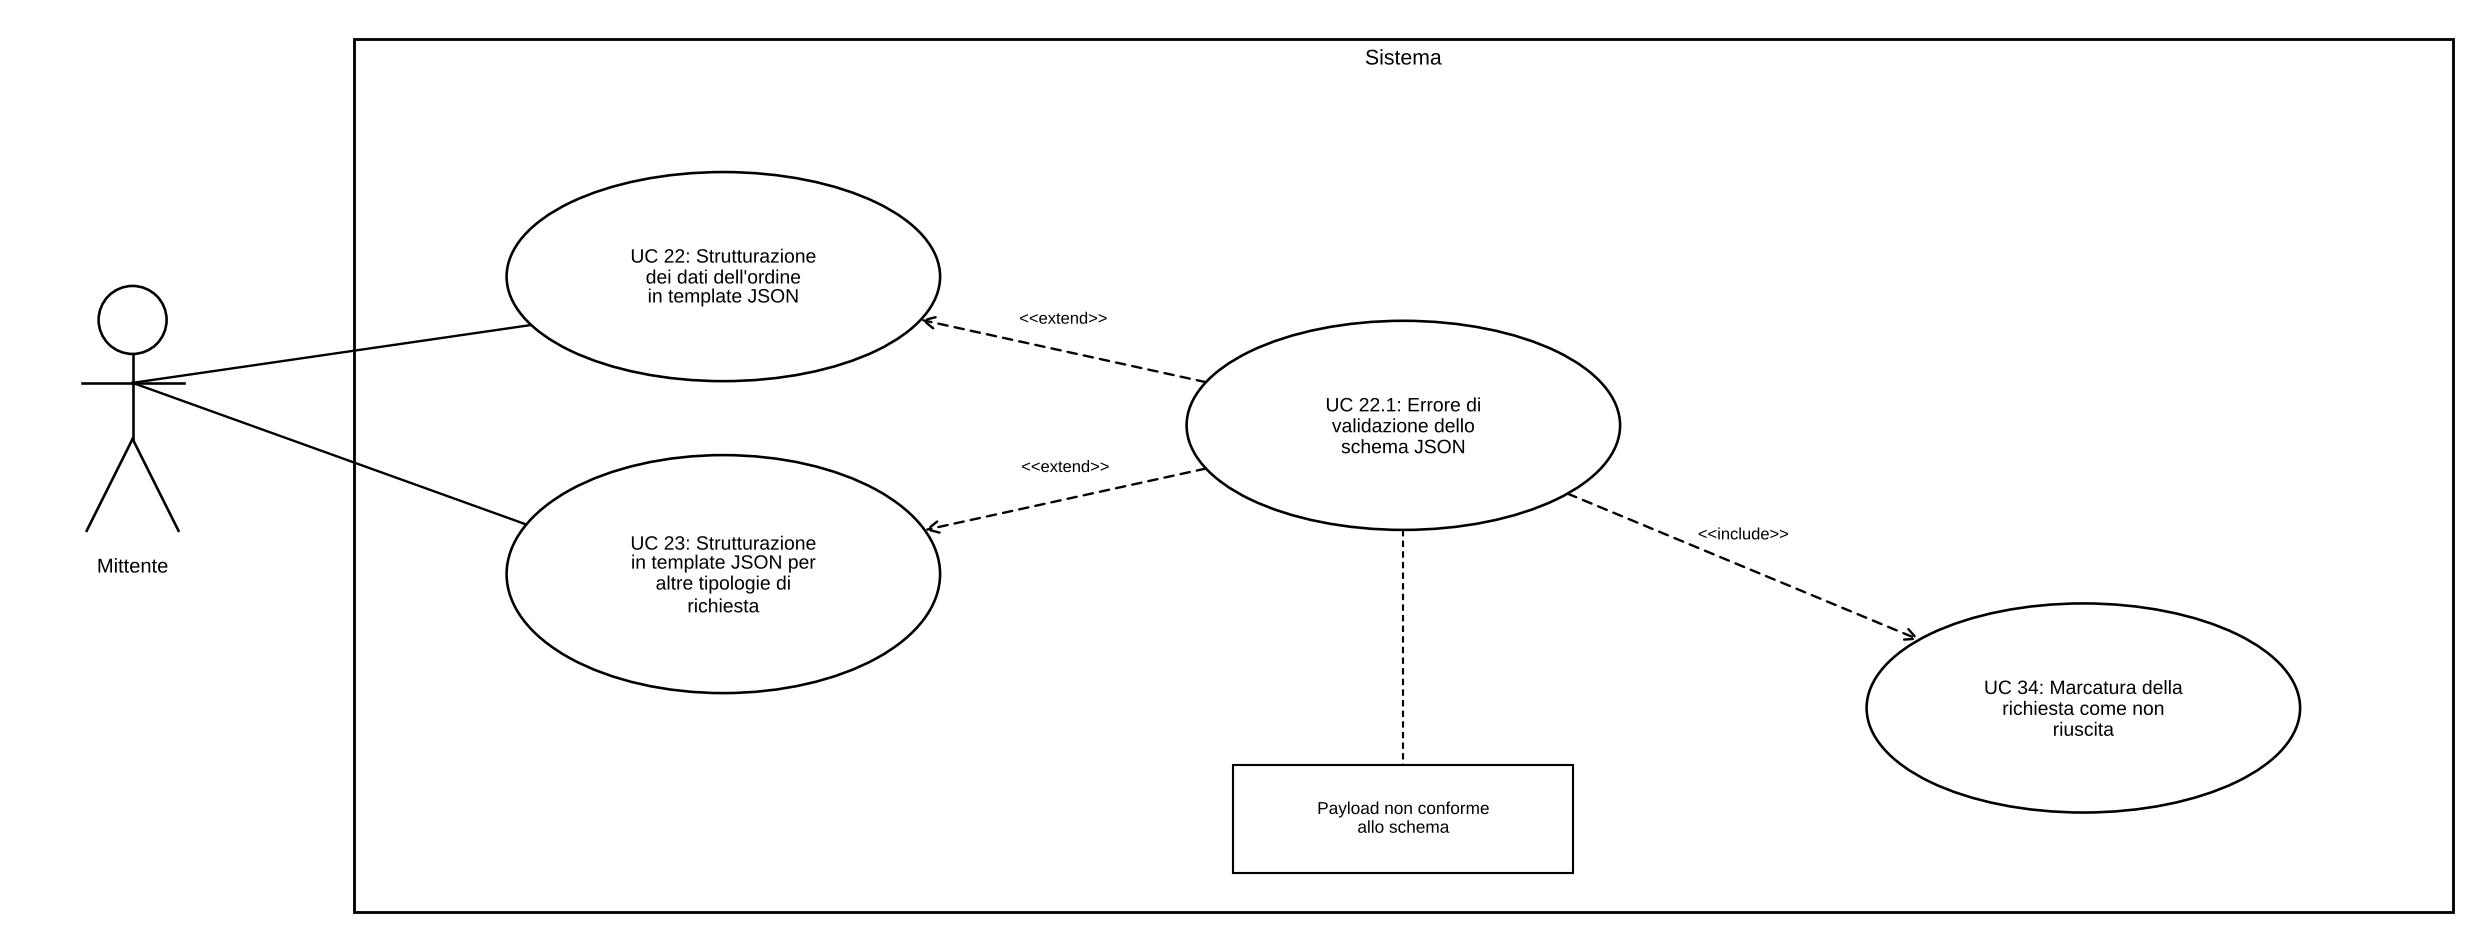 Sistema
UC 22: Strutturazione
dei dati dell'ordine
in template JSON
<<extend>>
UC 22.1: Errore di
validazione dello
schema JSON
<<extend>>
Mittente
UC 23: Strutturazione
in template JSON per
altre tipologie di
richiesta
<<include>>
UC 34: Marcatura della
richiesta come non
riuscita
Payload non conforme
allo schema